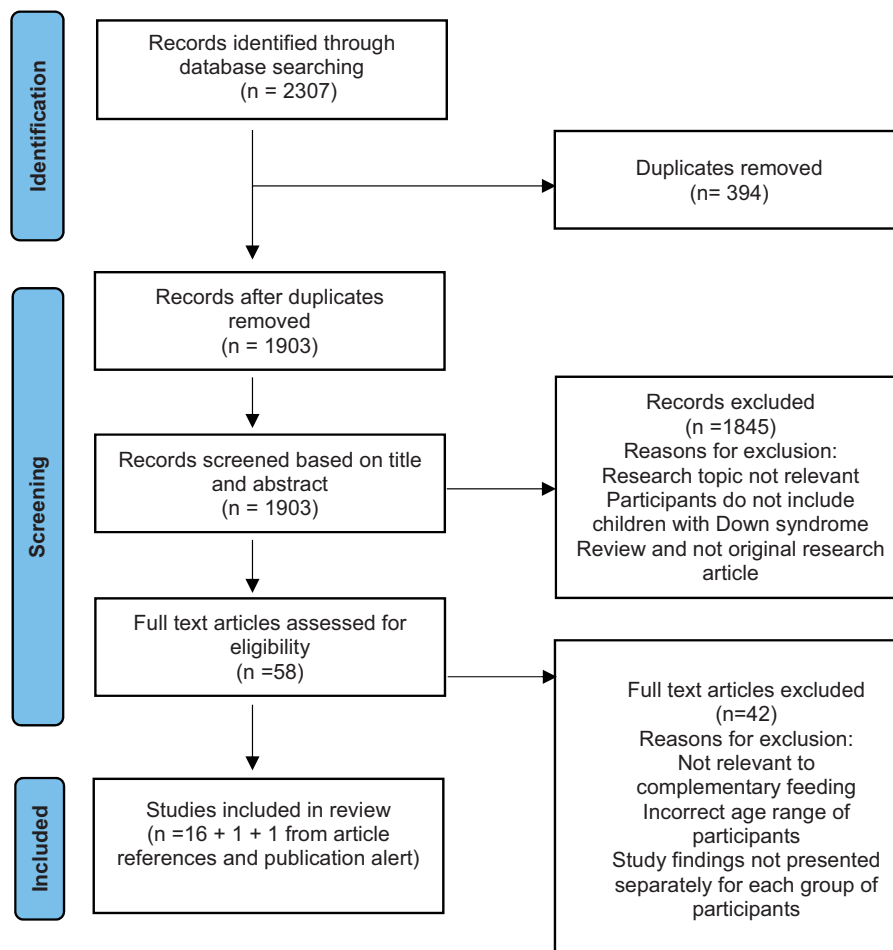 Identification
Records identified through
database searching
(n = 2307)
Duplicates removed
(n= 394)
Screening
Records after duplicates
removed
(n = 1903)
Records screened based on title
and abstract
(n = 1903)
Records excluded
(n =1845)
Reasons for exclusion:
Research topic not relevant
Participants do not include
children with Down syndrome
Review and not original research
article
Full text articles assessed for
eligibility
(n =58)
Full text articles excluded
(n=42)
Reasons for exclusion:
Not relevant to
complementary feeding
Incorrect age range of
participants
Study findings not presented
separately for each group of
participants
Included
Studies included in review
(n =16 + 1 + 1 from article
references and publication alert)